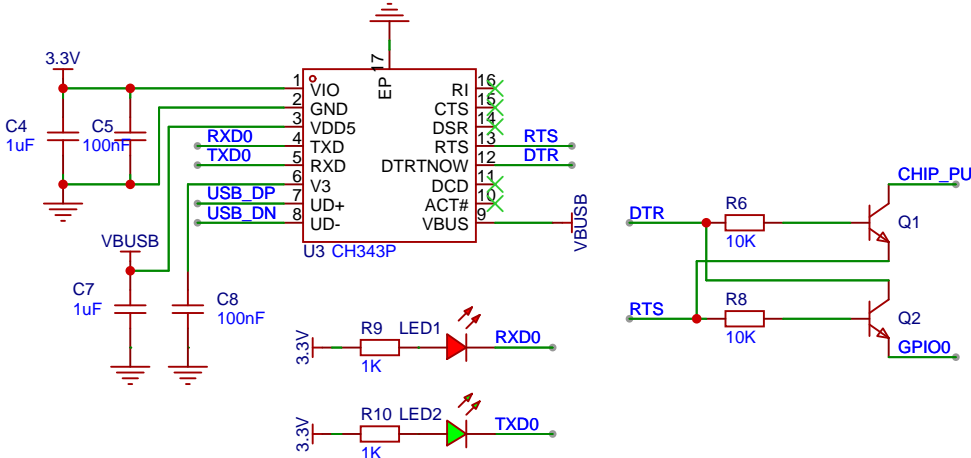 3.3V
C4
1uF
C5
100nF
EP 17
1 VIO
2 GND
3 VDD5
RXD0 4 TXD
TXD0 5 RXD
6 V3
USB_DP 7 UD+
USB_DN 8 UD-
RI 16
CTS 15
DSR 14
RTS 13 RTS
DTRTNOW 12 DTR
DCD 11
ACT# 10
VBUS 9 VBUSB
U3 CH343P
VBUSB
C7
1uF
C8
100nF
3.3V
R9
1K
LED1
RXD0
3.3V
R10
1K
LED2
TXD0
CHIP_PU
DTR
R6
10K
Q1
RTS
R8
10K
Q2
GPIO0